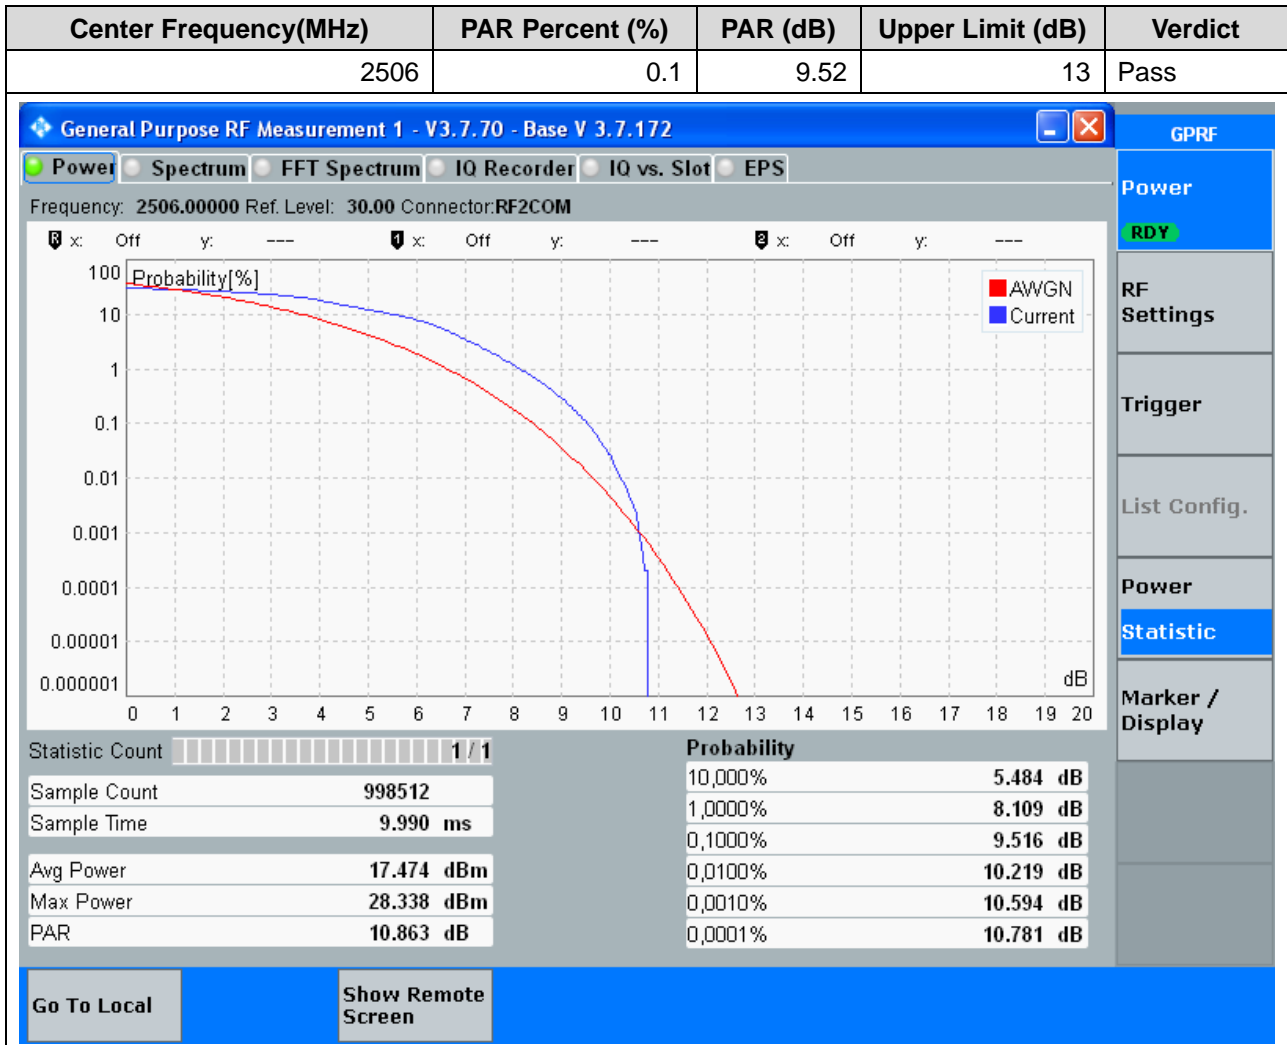 Center Frequency(MHz) PAR Percent (%) PAR (dB) Upper Limit (dB) Verdict
2506 0.1 9.52 13 Pass
General Purpose RF Measurement 1 - V3.7.70 - Base V 3.7.172
GPRF
Power Spectrum FFT Spectrum IQ Recorder IQ vs. Slot EPS
Frequency: 2506.00000 Ref. Level: 30.00 Connector:RF2COM
R x: Off y: --- 1 x: Off y: --- 2 x: Off y: ---
Probability[%]
AWGN
Current
100
10
1
0.1
0.01
0.001
0.0001
0.00001
0.000001
dB
0 1 2 3 4 5 6 7 8 9 10 11 12 13 14 15 16 17 18 19 20
Statistic Count 1 / 1
Sample Count 998512
Sample Time 9.990 ms
Avg Power 17.474 dBm
Max Power 28.338 dBm
PAR 10.863 dB
Probability
10,000% 5.484 dB
1,0000% 8.109 dB
0,1000% 9.516 dB
0,0100% 10.219 dB
0,0010% 10.594 dB
0,0001% 10.781 dB
Power
RDY
RF
Settings
Trigger
List Config.
Power
Statistic
Marker /
Display
Go To Local
Show Remote
Screen